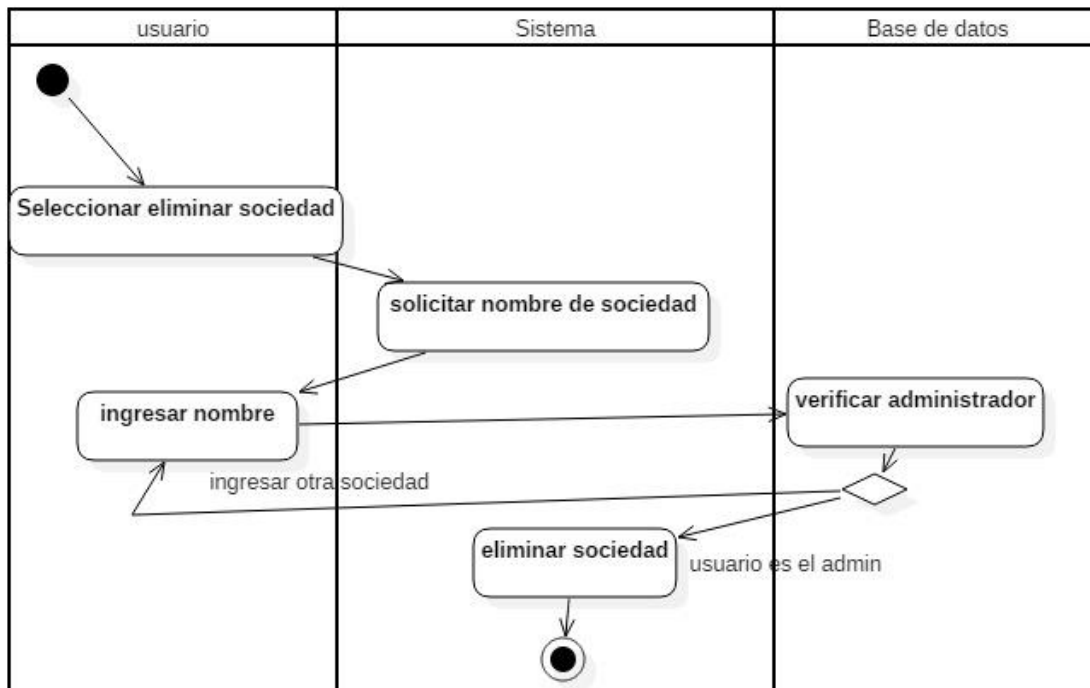 usuario
Sistema
Base de datos
Seleccionar eliminar sociedad
solicitar nombre de sociedad
ingresar nombre
verificar administrador
ingresar otra sociedad
eliminar sociedad
usuario es el admin